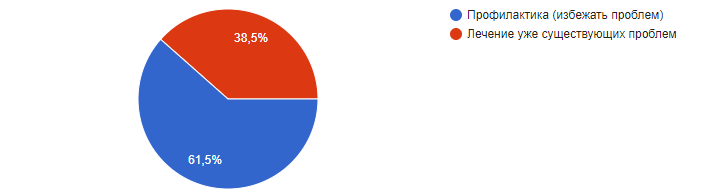 38,5%
61,5%
Профилактика (избежать проблем)
Лечение уже существующих проблем